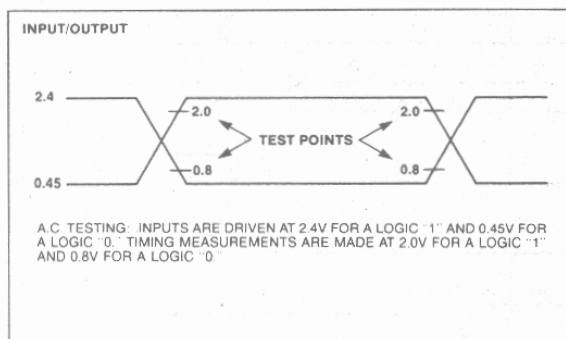 INPUT/OUTPUT
2.4
2.0
2.0
TEST POINTS
0.8
0.8
0.45
A.C. TESTING: INPUTS ARE DRIVEN AT 2.4V FOR A LOGIC "1" AND 0.45V FOR
A LOGIC "0." TIMING MEASUREMENTS ARE MADE AT 2.0V FOR A LOGIC "1"
AND 0.8V FOR A LOGIC "0."